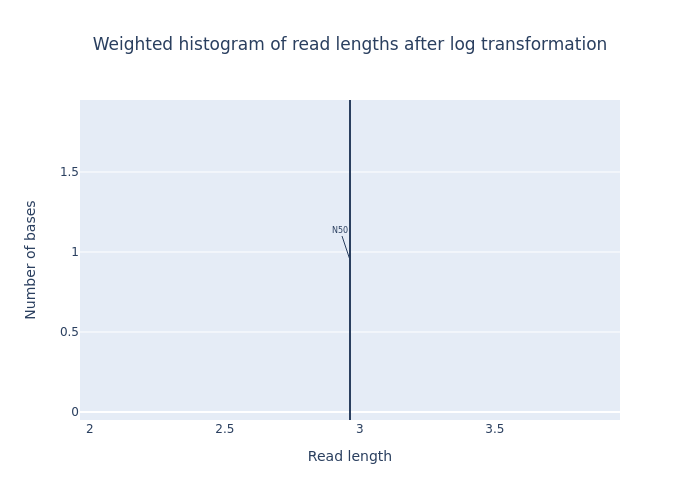 Weighted histogram of read lengths after log transformation
Number of bases
1.5
1
0.5
0
N50
2
2.5
3
3.5
Read length